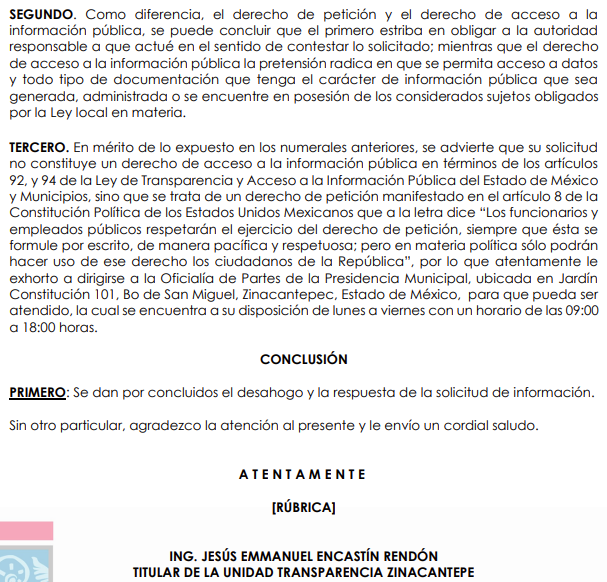 SEGUNDO. Como diferencia, el derecho de petición y el derecho de acceso a la
información pública, se puede concluir que el primero estriba en obligar a la autoridad
responsable a que actué en el sentido de contestar lo solicitado; mientras que el derecho
de acceso a la información pública la pretensión radica en que se permita acceso a datos
y todo tipo de documentación que tenga el carácter de información pública que sea
generada, administrada o se encuentre en posesión de los considerados sujetos obligados
por la Ley local en materia.
TERCERO. En mérito de lo expuesto en los numerales anteriores, se advierte que su solicitud
no constituye un derecho de acceso a la información pública en términos de los artículos
92, y 94 de la Ley de Transparencia y Acceso a la Información Pública del Estado de México
y Municipios, sino que se trata de un derecho de petición manifestado en el artículo 8 de la
Constitución Política de los Estados Unidos Mexicanos que a la letra dice “Los funcionarios y
empleados públicos respetarán el ejercicio del derecho de petición, siempre que ésta se
formule por escrito, de manera pacífica y respetuosa; pero en materia política sólo podrán
hacer uso de ese derecho los ciudadanos de la República”, por lo que atentamente le
exhorto a dirigirse a la Oficialía de Partes de la Presidencia Municipal, ubicada en Jardín
Constitución 101, Bo de San Miguel, Zinacantepec, Estado de México, para que pueda ser
atendido, la cual se encuentra a su disposición de lunes a viernes con un horario de las 09:00
a 18:00 horas.
CONCLUSIÓN
PRIMERO: Se dan por concluidos el desahogo y la respuesta de la solicitud de información.
Sin otro particular, agradezco la atención al presente y le envío un cordial saludo.
A T E N T A M E N T E
[RÚBRICA]
ING. JESÚS EMMANUEL ENCASTÍN RENDÓN
TITULAR DE LA UNIDAD TRANSPARENCIA ZINACANTEPE